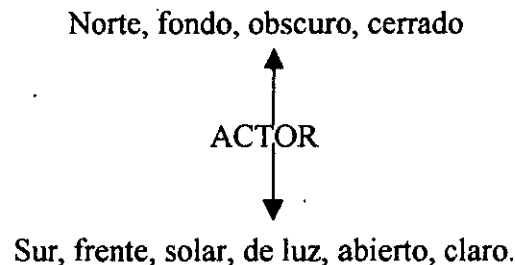 Norte, fondo, obscuro, cerrado
ACTOR
Sur, frente, solar, de luz, abierto, claro.